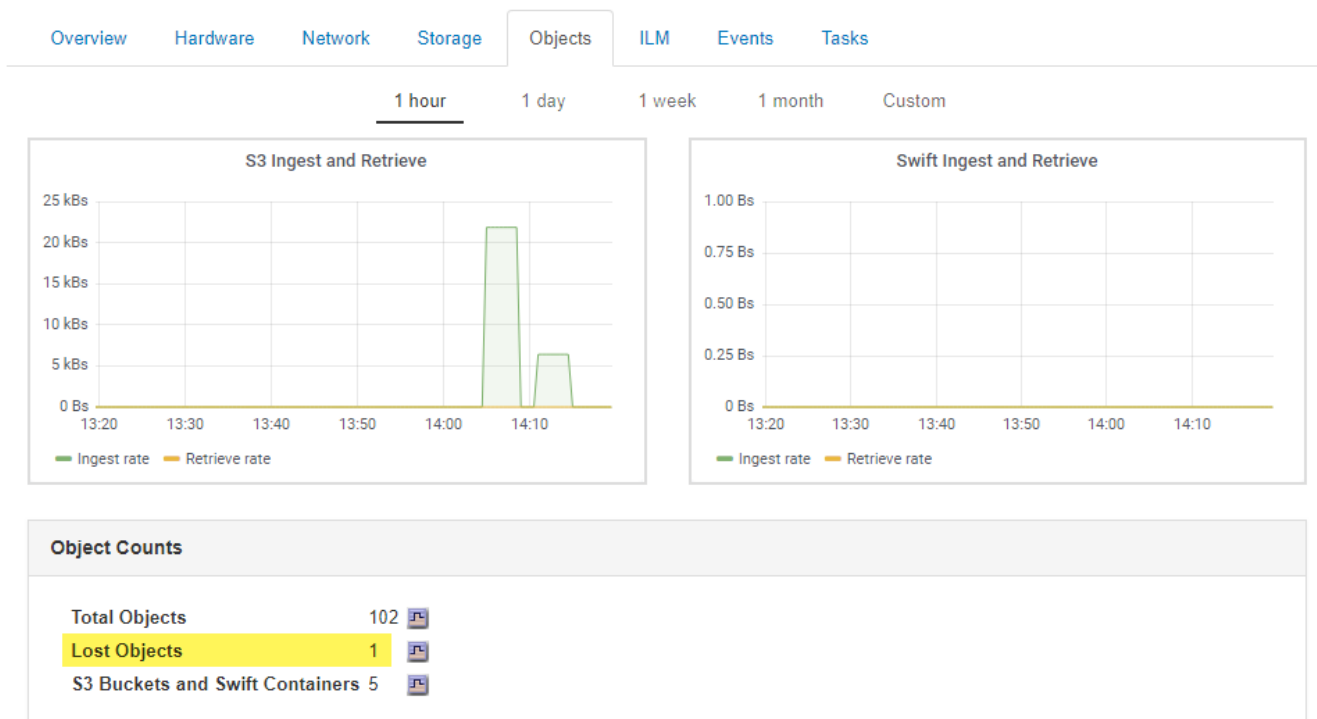 Overview Hardware Network Storage Objects ILM Events Tasks
1 hour 1 day 1 week 1 month Custom
S3 Ingest and Retrieve
25 kBs
20 kBs
15 kBs
10 kBs
5 kBs
0 Bs
13:20 13:30 13:40 13:50 14:00 14:10
Ingest rate Retrieve rate
Swift Ingest and Retrieve
1.00 Bs
0.75 Bs
0.50 Bs
0.25 Bs
0 Bs
13:20 13:30 13:40 13:50 14:00 14:10
Ingest rate Retrieve rate
Object Counts
Total Objects 102
Lost Objects 1
S3 Buckets and Swift Containers 5